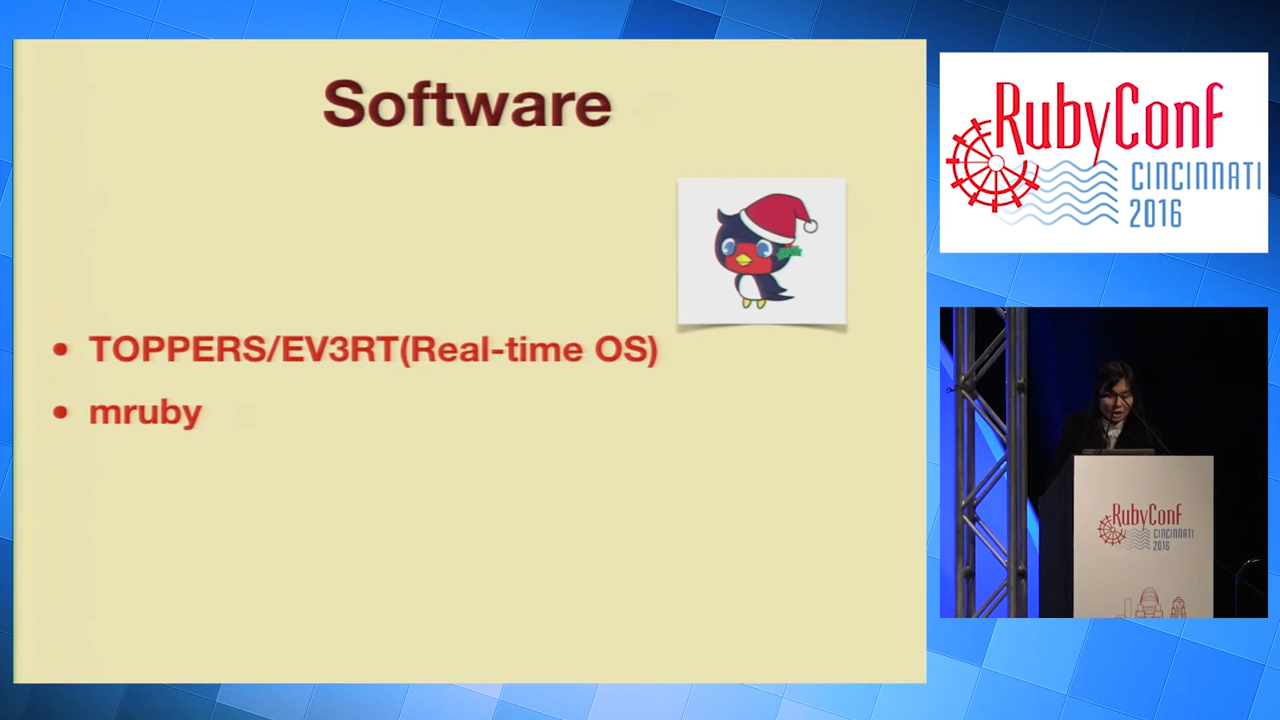 Software
• TOPPERS/EV3RT(Real-time OS)
• mruby
RubyConf
CINCINNATI
2016
RubyConf
CINCINNATI
2016